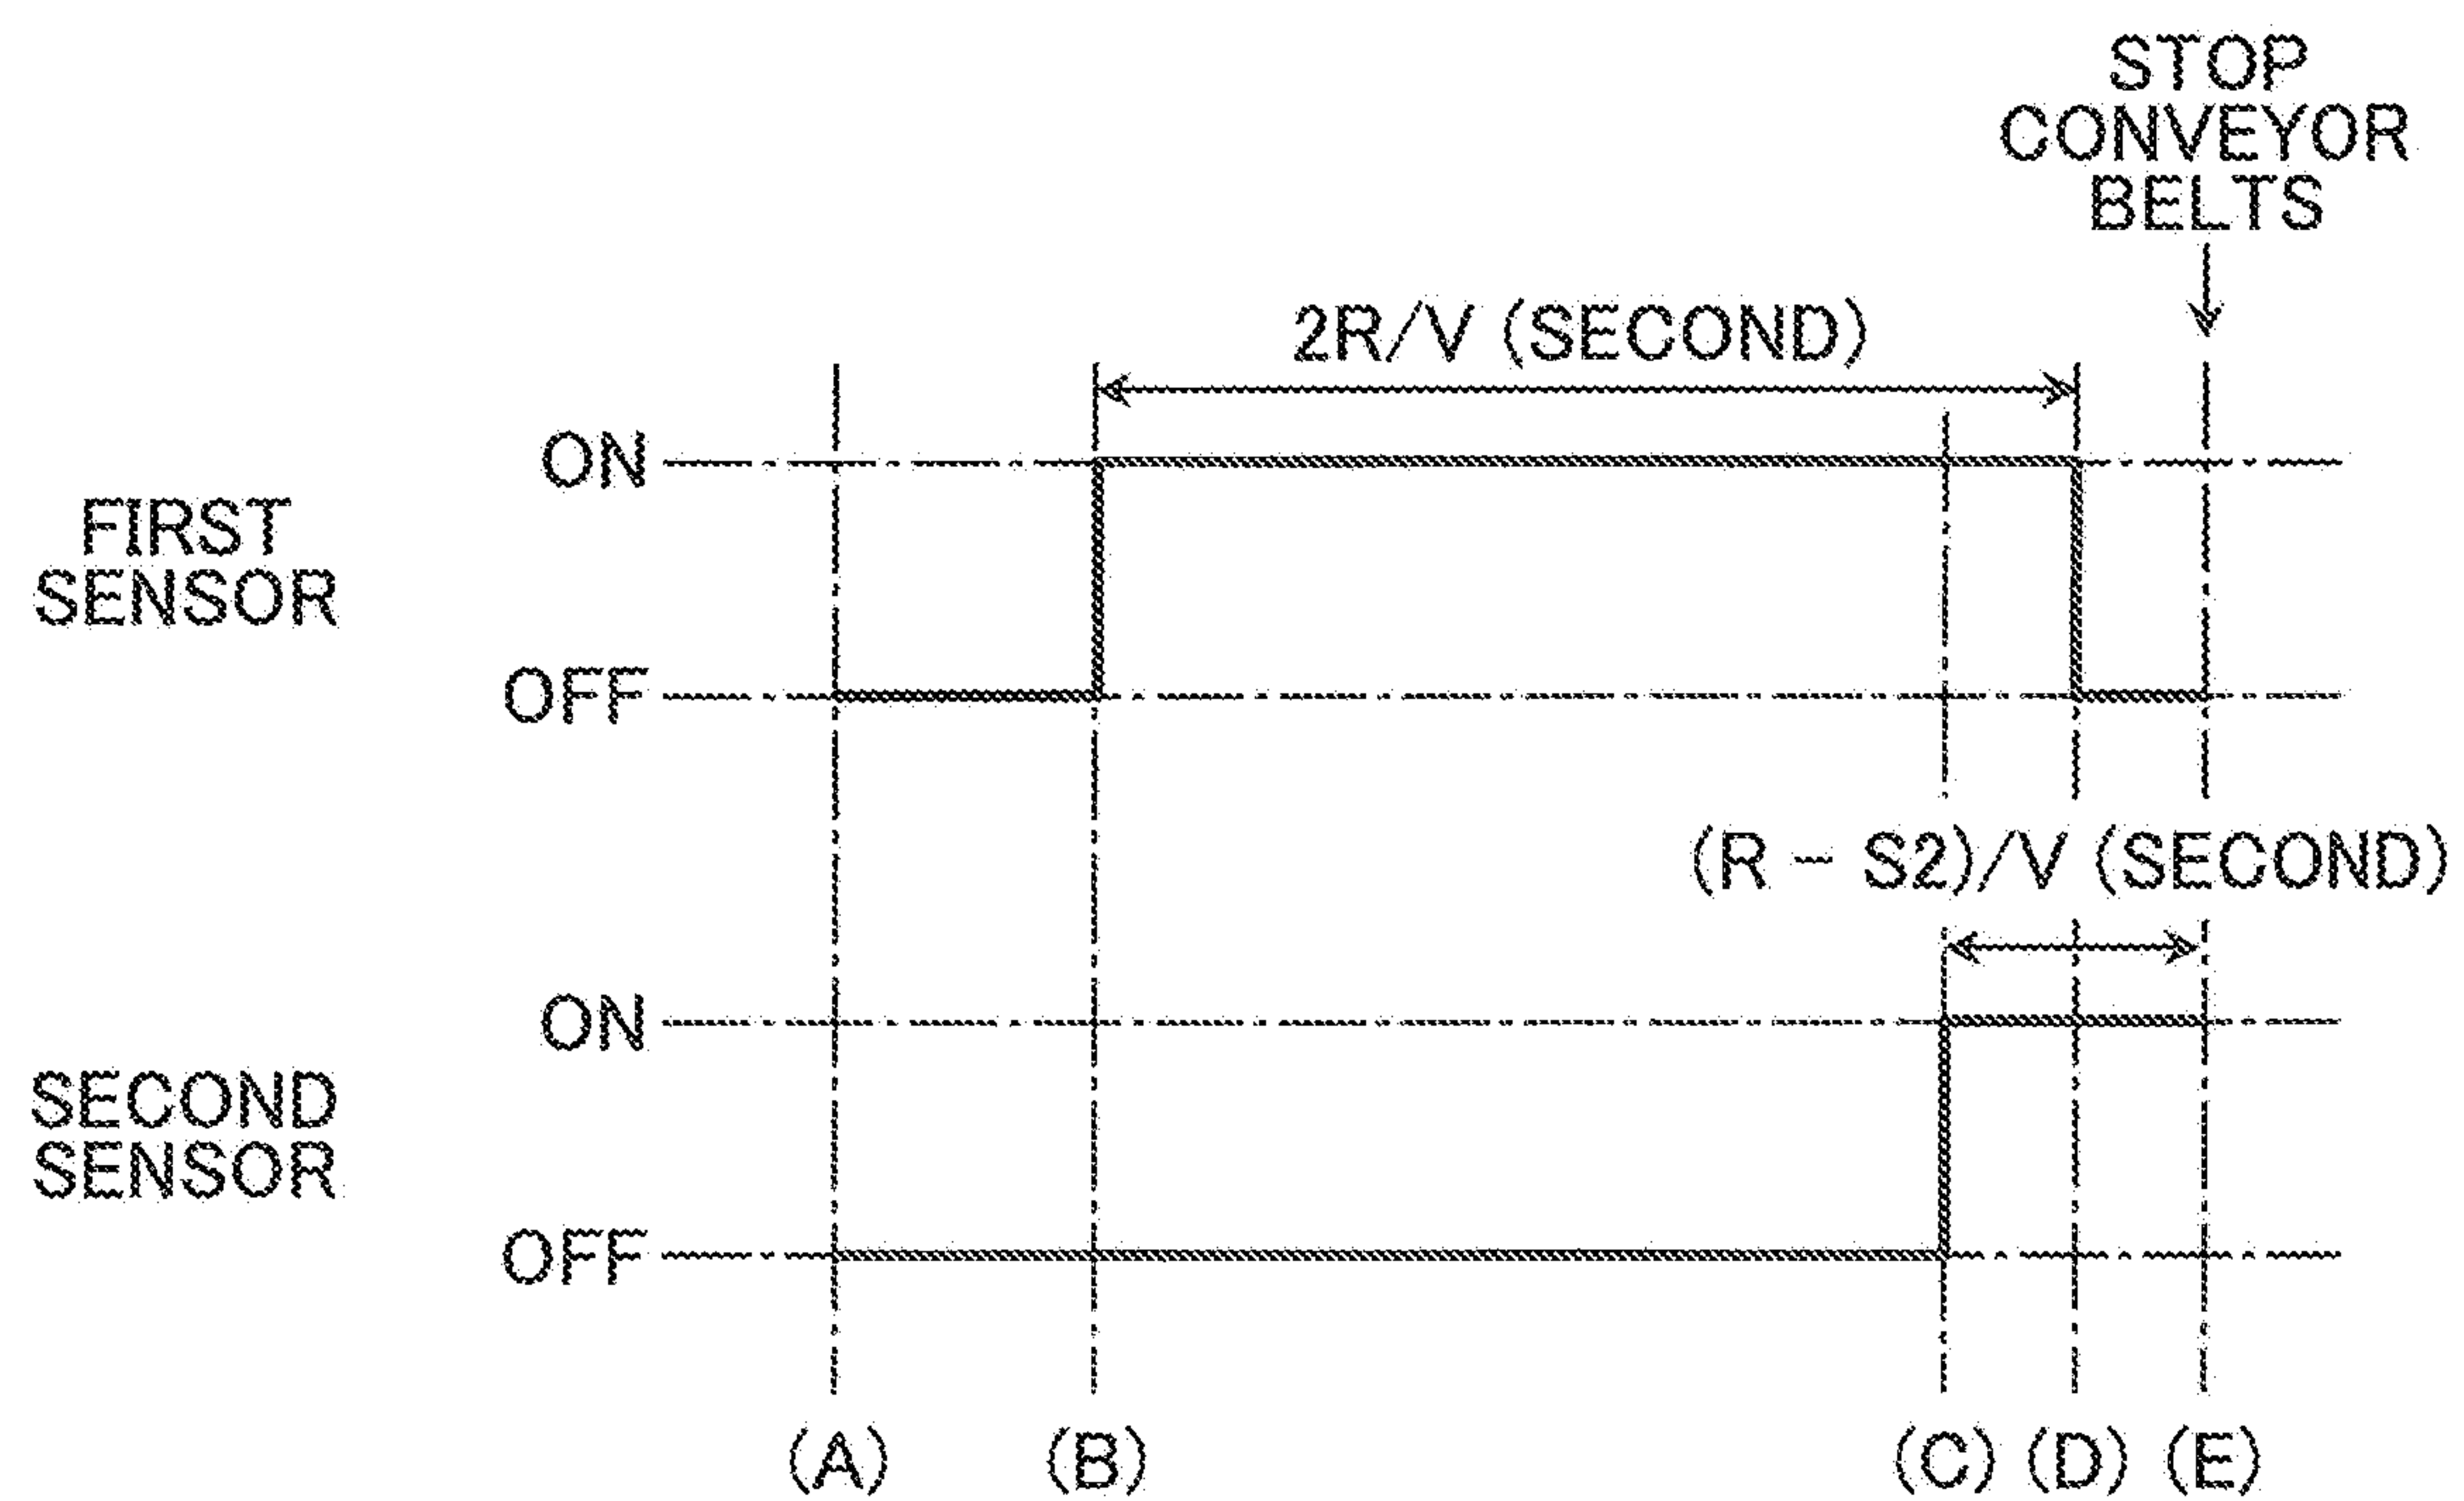 STOP
CONVEYOR
BELTS
2R/V (SECOND)
ON
FIRST
SENSOR
OFF
(R - S2)/V (SECOND)
ON
SECOND
SENSOR
OFF
(A) (B) (C) (D) (E)